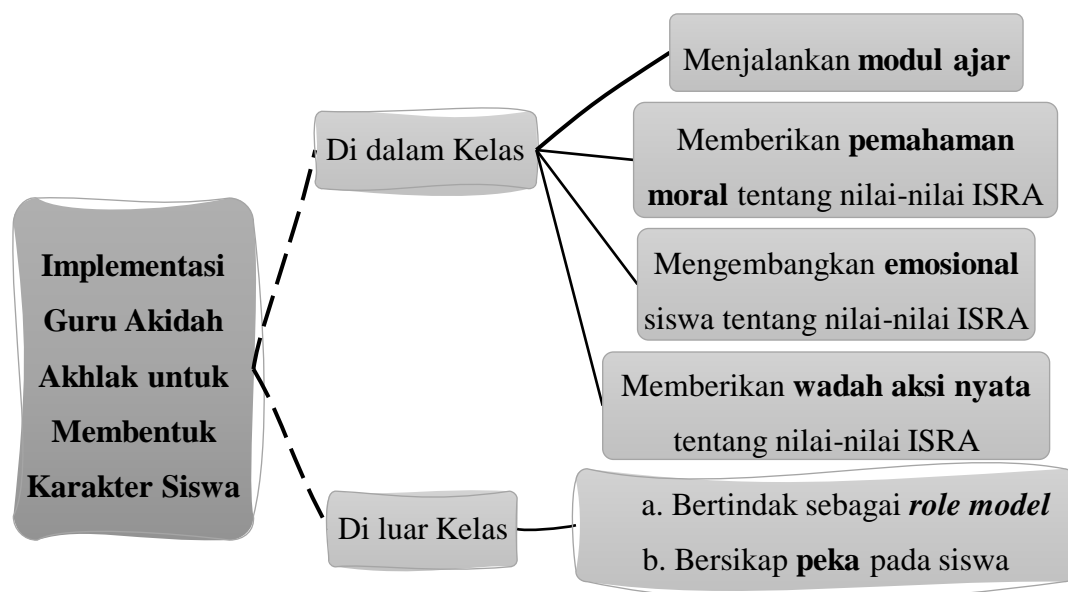 Implementasi
Guru Akidah
Akhlak untuk
Membentuk
Karakter Siswa
Di dalam Kelas
Menjalankan modul ajar
Memberikan pemahaman
moral tentang nilai-nilai ISRA
Mengembangkan emosional
siswa tentang nilai-nilai ISRA
Memberikan wadah aksi nyata
tentang nilai-nilai ISRA
Di luar Kelas
a. Bertindak sebagai role model
b. Bersikap peka pada siswa